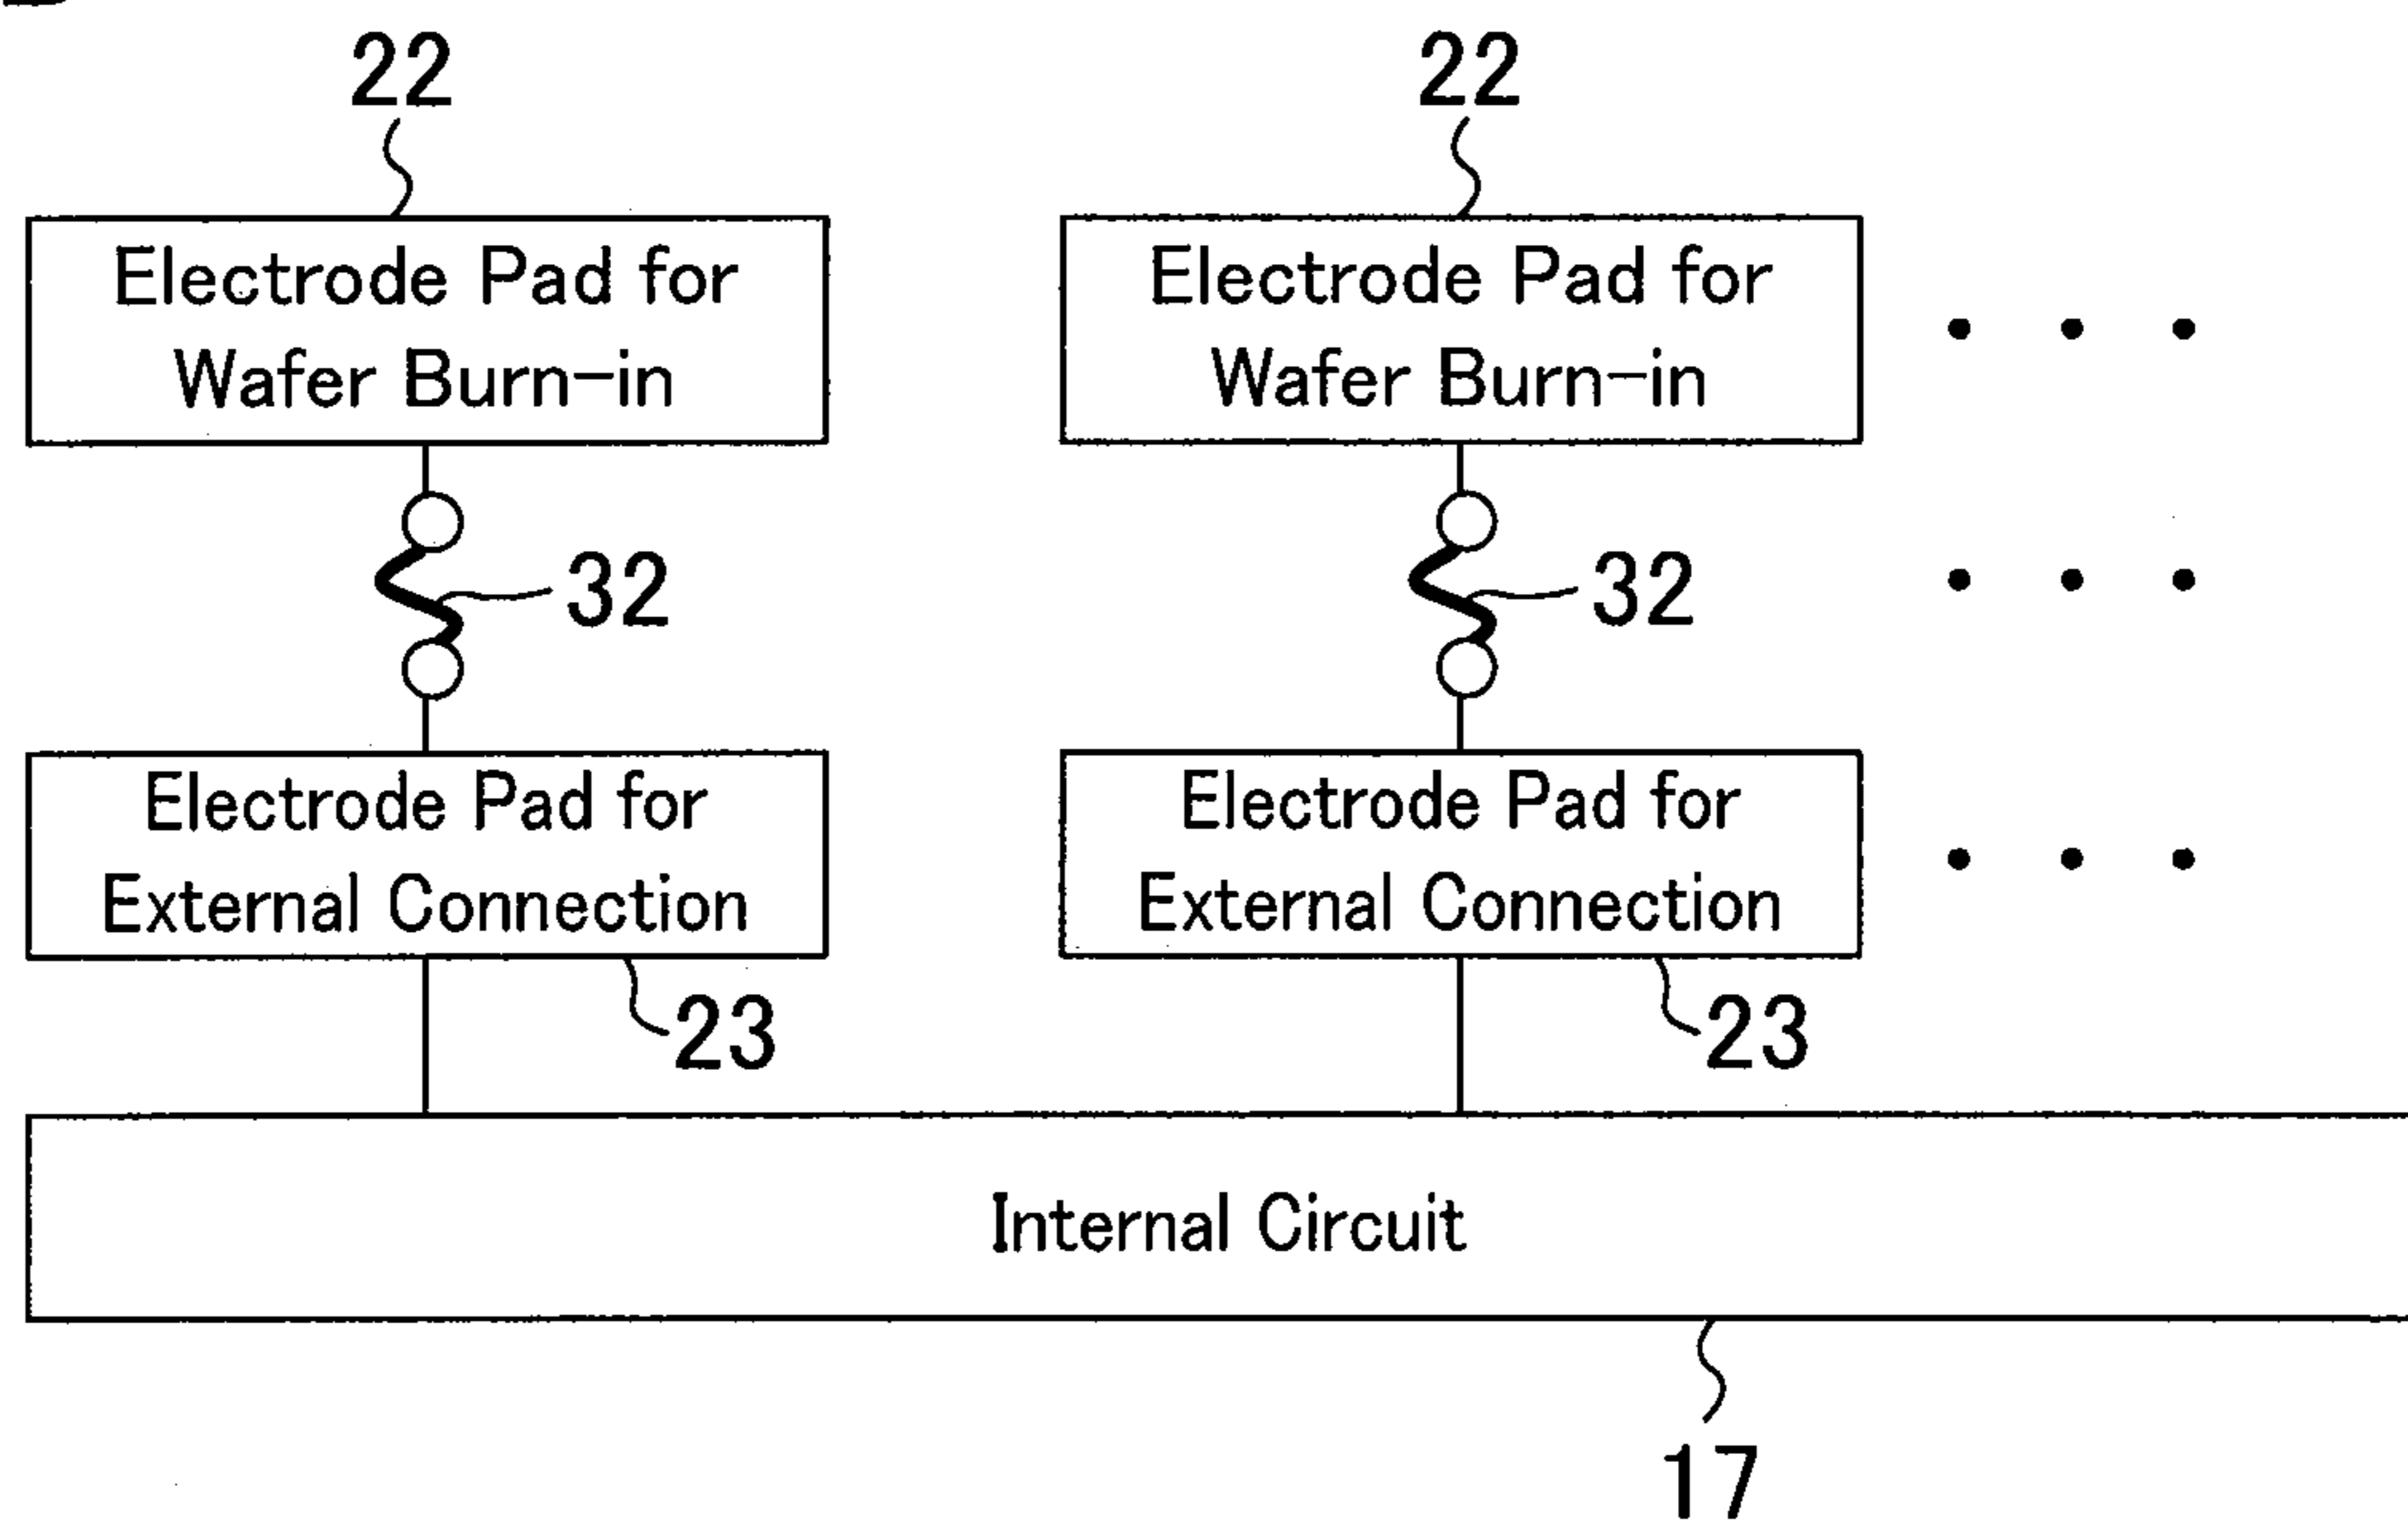 22 22
Electrode Pad for Electrode Pad for
Wafer Burn-in Wafer Burn-in
32 32
Electrode Pad for Electrode Pad for
External Connection External Connection
23 23
Internal Circuit
17